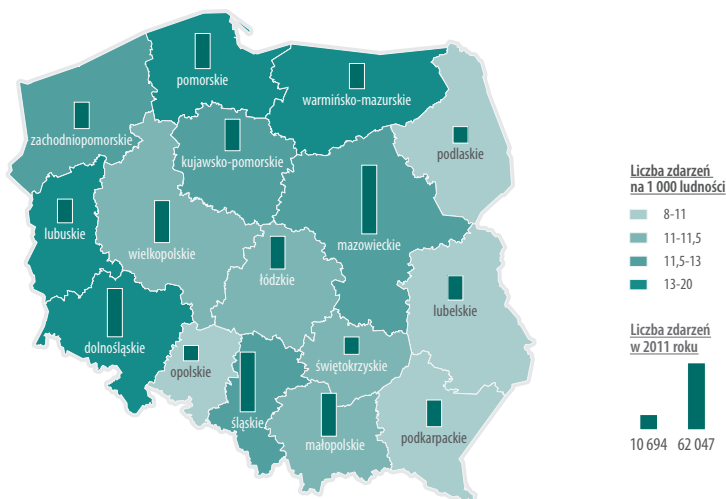 pomorskie
warmińsko-mazurskie
zachodniopomorskie
kujawsko-pomorskie
podlaskie
lubuskie
wielkopolskie
mazowieckie
łódzkie
lubelskie
dolnośląskie
opolskie
świętokrzyskie
śląskie
małopolskie
podkarpackie
Liczba zdarzeń
na 1 000 ludności
8-11
11-11,5
11,5-13
13-20
Liczba zdarzeń
w 2011 roku
10 694 62 047